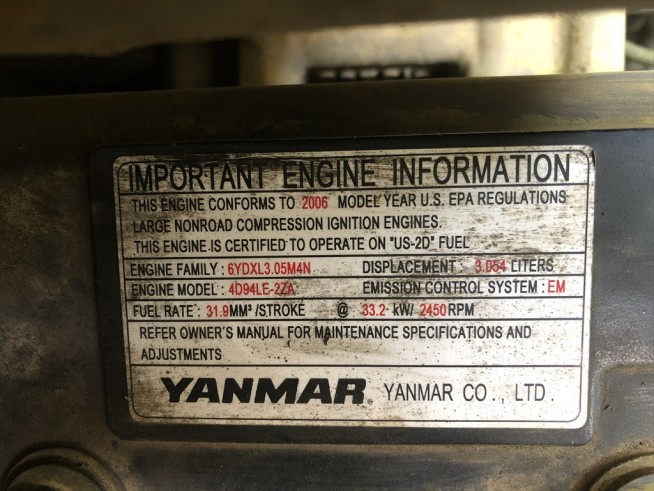 IMPORTANT ENGINE INFORMATION
THIS ENGINE CONFORMS TO 2006 MODEL YEAR U.S. EPA REGULATIONS
LARGE NONROAD COMPRESSION IGNITION ENGINES.
THIS ENGINE IS CERTIFIED TO OPERATE ON "US-2D" FUEL
ENGINE FAMILY : 6YDXL3.05M4N DISPLACEMENT : 3.054 LITERS
ENGINE MODEL : 4D94LE-2ZA EMISSION CONTROL SYSTEM : EM
FUEL RATE : 31.9MM³ /STROKE @ 33.2 kW/ 2450 RPM
REFER OWNER'S MANUAL FOR MAINTENANCE SPECIFICATIONS AND
ADJUSTMENTS
YANMAR® YANMAR CO., LTD.